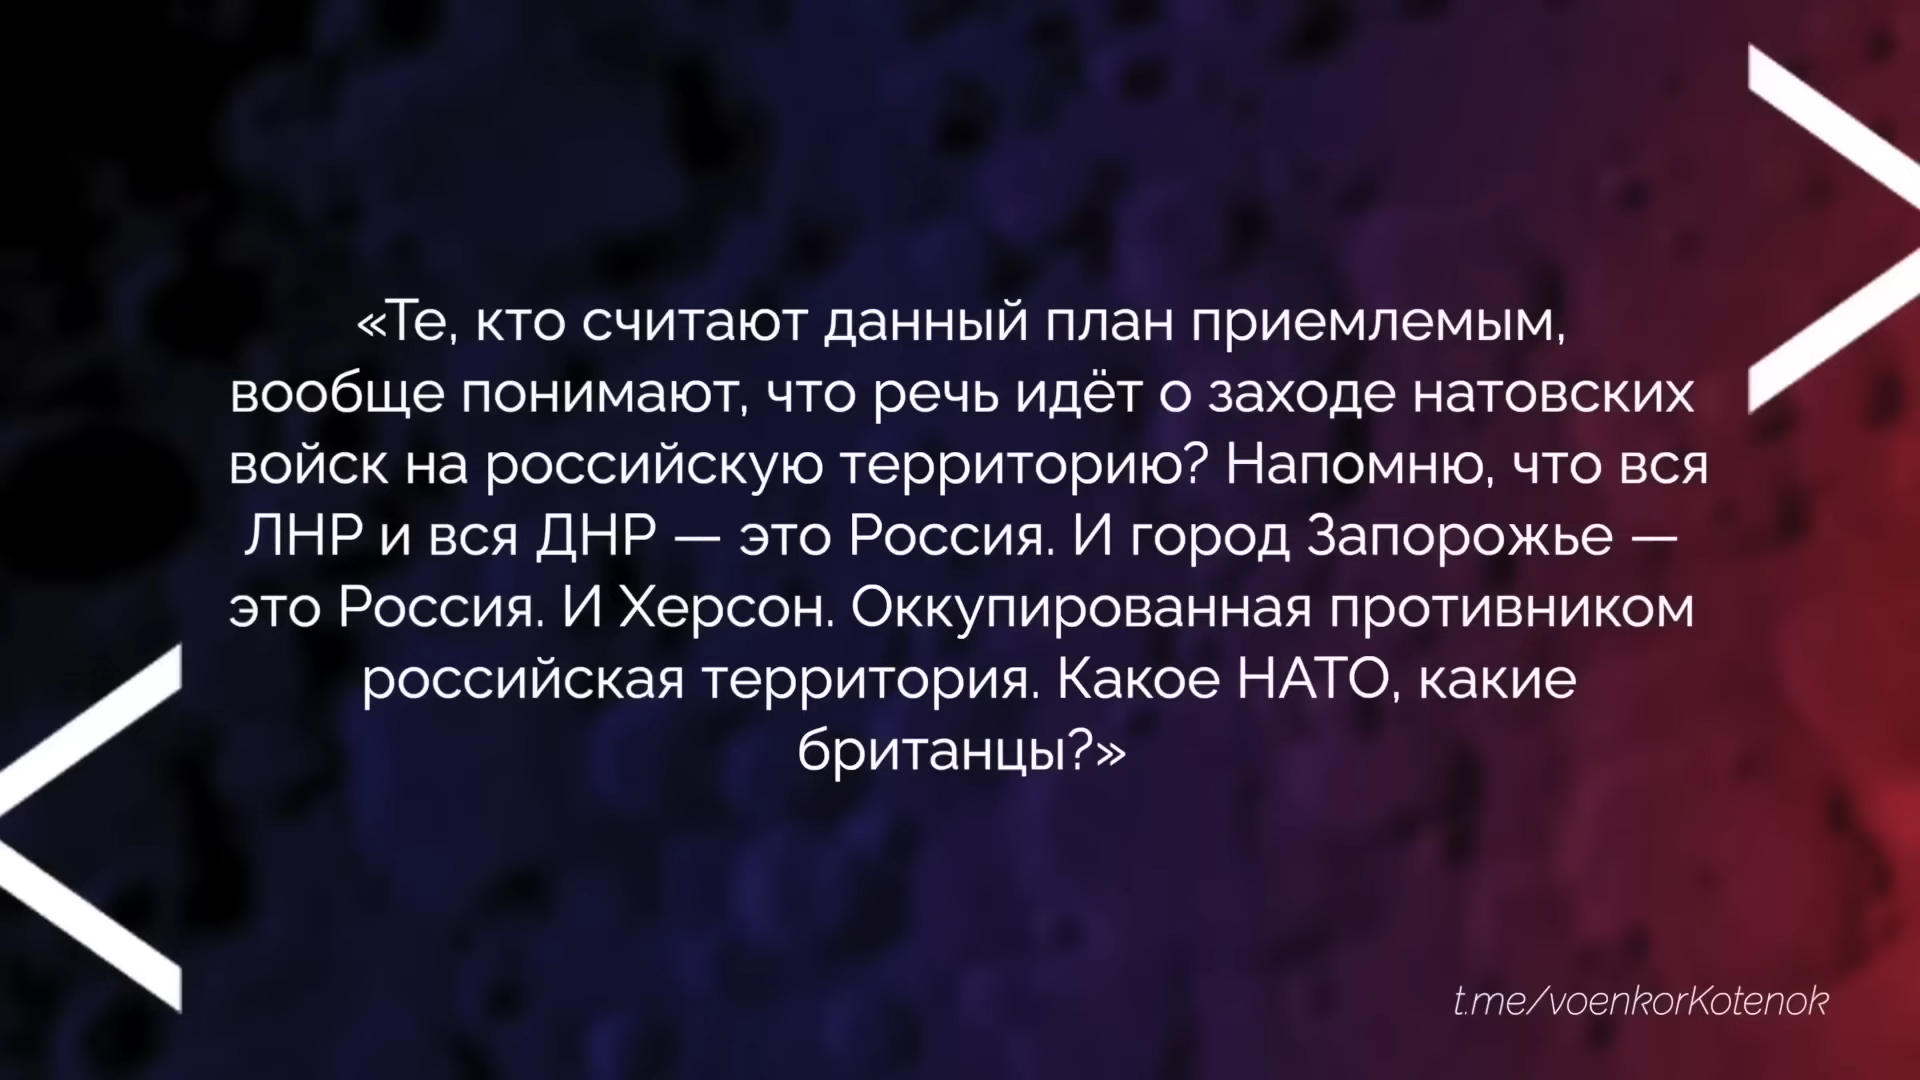 «Те, кто считают данный план приемлемым,
вообще понимают, что речь идёт о заходе натовских
войск на российскую территорию? Напомню, что вся
ЛНР и вся ДНР — это Россия. И город Запорожье —
это Россия. И Херсон. Оккупированная противником
российская территория. Какое НАТО, какие
британцы?»
t.me/voenkorKotenok